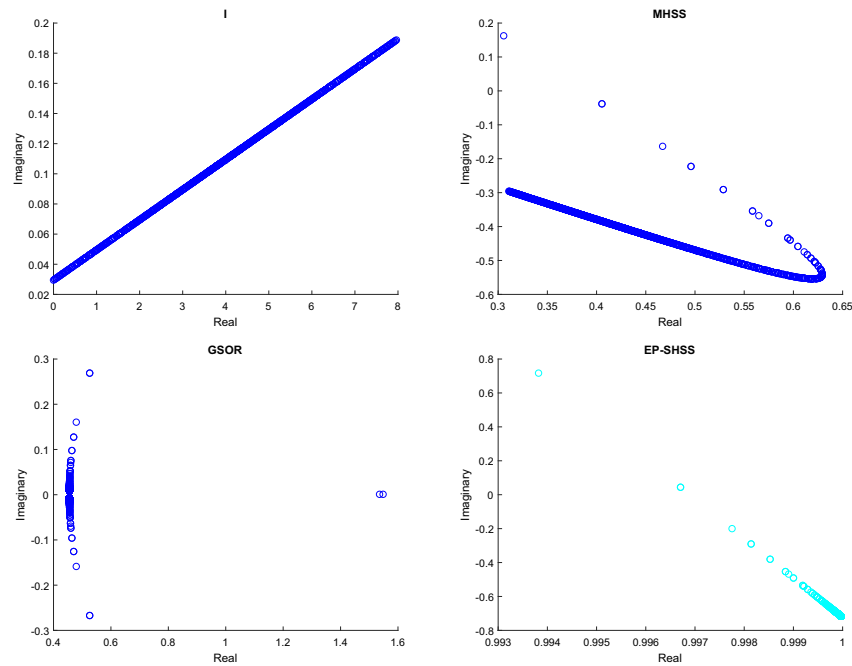 I
0.2
0.18
0.16
0.14
0.12
0.1
0.08
0.06
0.04
0.02
Imaginary
0 1 2 3 4 5 6 7 8
Real
MHSS
0.2
0.1
0
-0.1
-0.2
-0.3
-0.4
-0.5
-0.6
Imaginary
0.3 0.35 0.4 0.45 0.5 0.55 0.6 0.65
Real
GSOR
0.3
0.2
0.1
0
-0.1
-0.2
-0.3
Imaginary
0.4 0.6 0.8 1 1.2 1.4 1.6
Real
EP-SHSS
0.8
0.6
0.4
0.2
0
-0.2
-0.4
-0.6
-0.8
Imaginary
0.993 0.994 0.995 0.996 0.997 0.998 0.999 1
Real